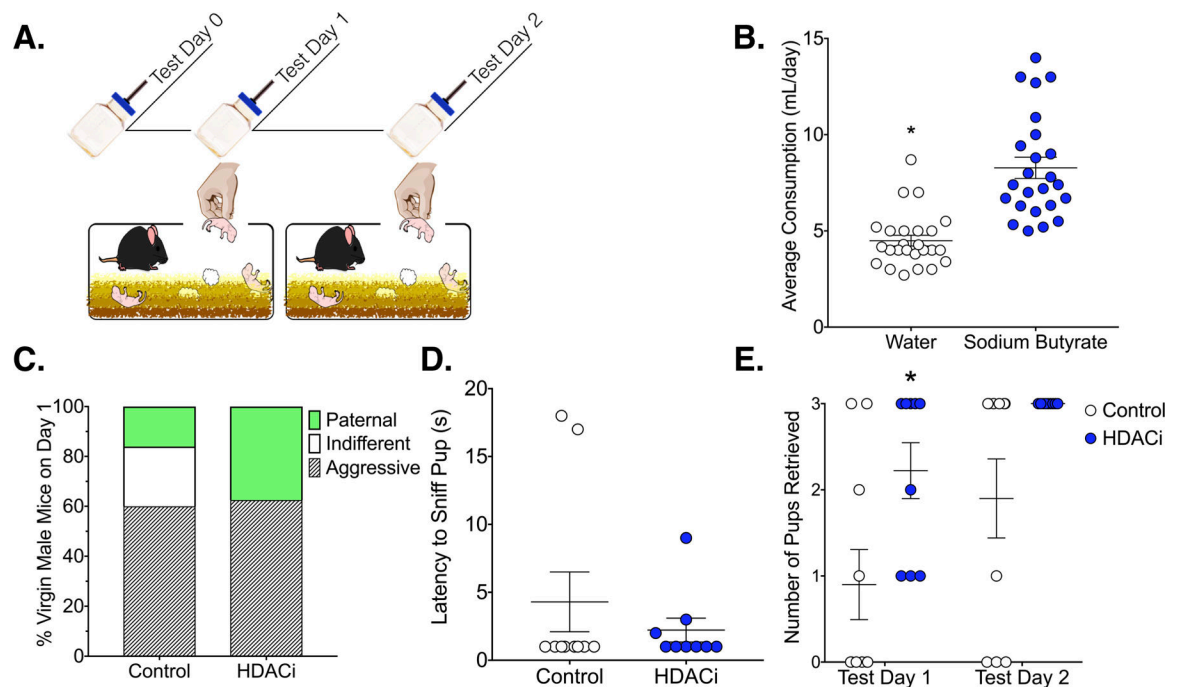 A.
Test Day 0
Test Day 1
Test Day 2
B.
Average Consumption (mL/day)
15
10
5
0
*
Water
Sodium Butyrate
C.
% Virgin Male Mice on Day 1
100
80
60
40
20
0
Control
HDACi
Paternal
Indifferent
Aggressive
D.
Latency to Sniff Pup (s)
20
15
10
5
0
Control
HDACi
E.
Number of Pups Retrieved
3
2
1
0
*
Test Day 1
Test Day 2
Control
HDACi